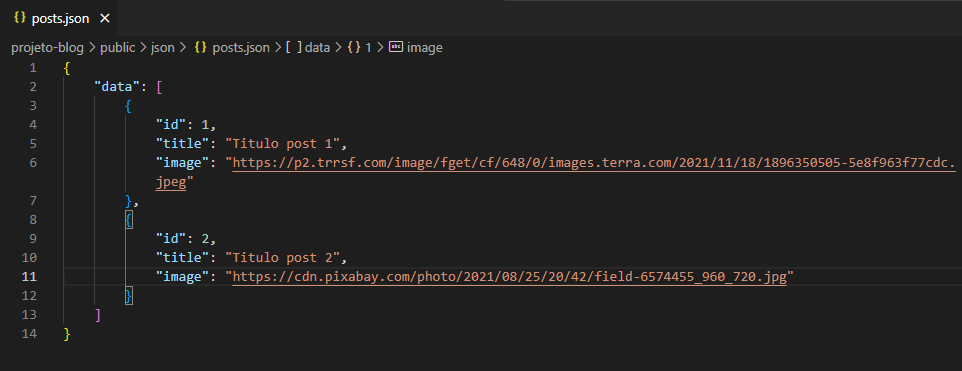 {} posts.json ×
projeto-blog > public > json > {} posts.json > [ ] data > {} 1 > abc image
1 {
2 "data": [
3 {
4 "id": 1,
5 "title": "Titulo post 1",
6 "image": "https://p2.trrsf.com/image/fget/cf/648/0/images.terra.com/2021/11/18/1896350505-5e8f963f77cdc.
jpeg"
7 },
8 {
9 "id": 2,
10 "title": "Titulo post 2",
11 "image": "https://cdn.pixabay.com/photo/2021/08/25/20/42/field-6574455_960_720.jpg"
12 }
13 ]
14 }